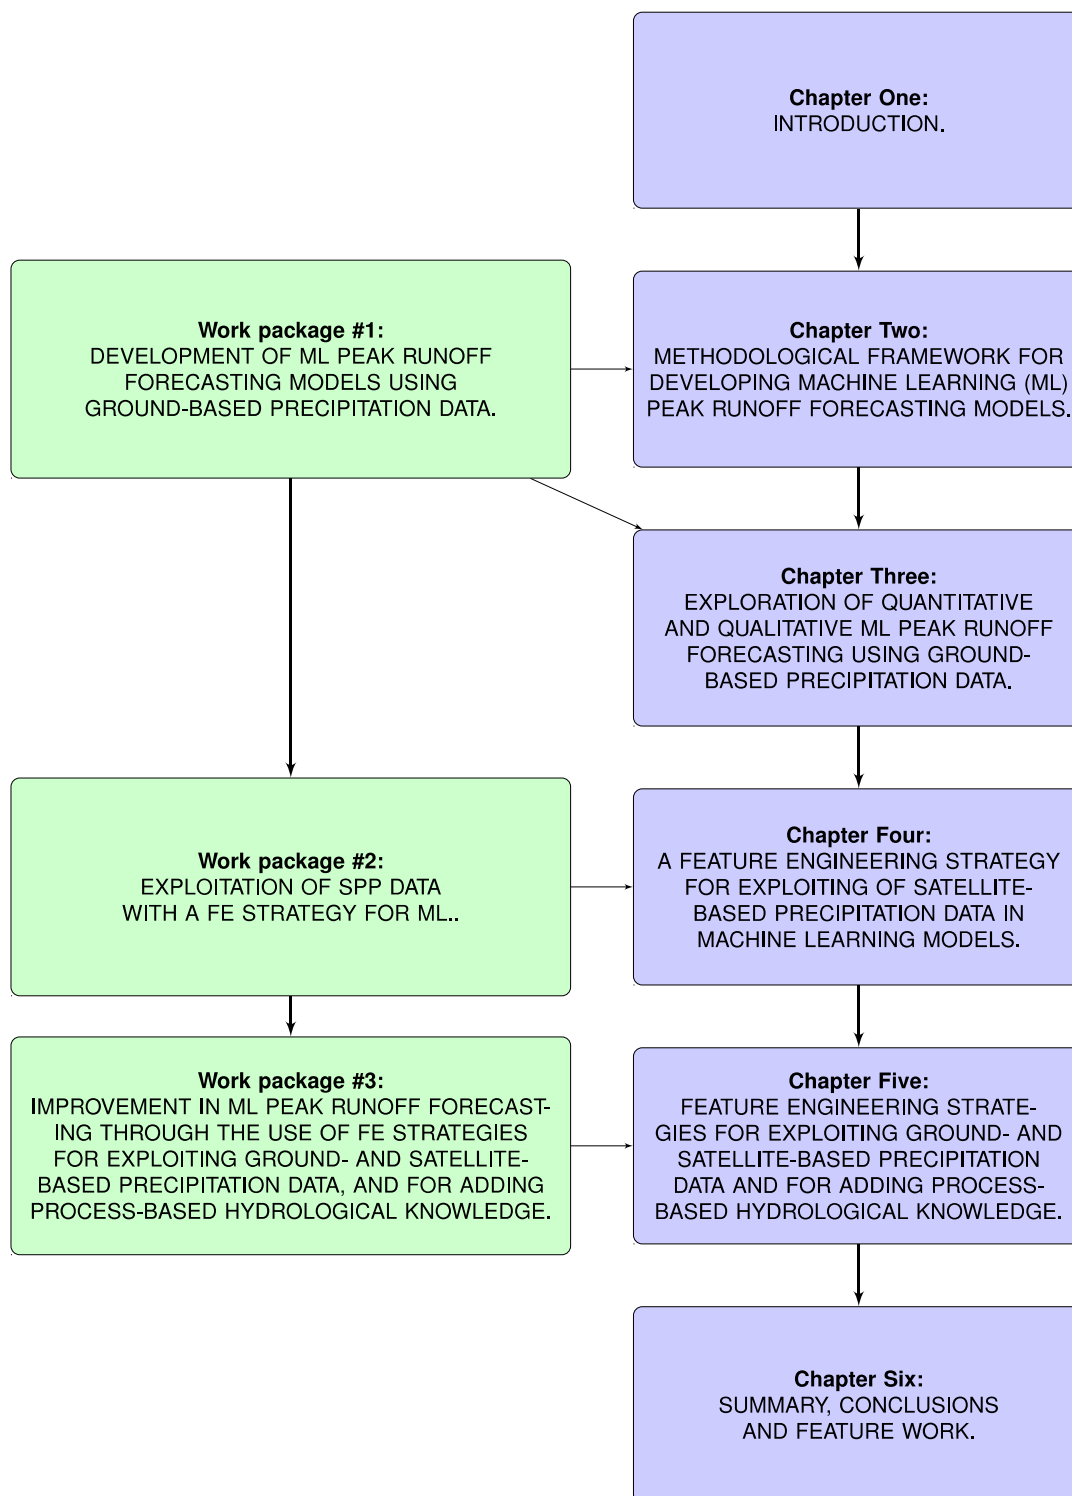 Chapter One:
INTRODUCTION.
Work package #1:
DEVELOPMENT OF ML PEAK RUNOFF
FORECASTING MODELS USING
GROUND-BASED PRECIPITATION DATA.
Chapter Two:
METHODOLOGICAL FRAMEWORK FOR
DEVELOPING MACHINE LEARNING (ML)
PEAK RUNOFF FORECASTING MODELS.
Chapter Three:
EXPLORATION OF QUANTITATIVE
AND QUALITATIVE ML PEAK RUNOFF
FORECASTING USING GROUND-
BASED PRECIPITATION DATA.
Work package #2:
EXPLOITATION OF SPP DATA
WITH A FE STRATEGY FOR ML..
Chapter Four:
A FEATURE ENGINEERING STRATEGY
FOR EXPLOITING OF SATELLITE-
BASED PRECIPITATION DATA IN
MACHINE LEARNING MODELS.
Work package #3:
IMPROVEMENT IN ML PEAK RUNOFF FORECAST-
ING THROUGH THE USE OF FE STRATEGIES
FOR EXPLOITING GROUND- AND SATELLITE-
BASED PRECIPITATION DATA, AND FOR ADDING
PROCESS-BASED HYDROLOGICAL KNOWLEDGE.
Chapter Five:
FEATURE ENGINEERING STRATE-
GIES FOR EXPLOITING GROUND- AND
SATELLITE-BASED PRECIPITATION
DATA AND FOR ADDING PROCESS-
BASED HYDROLOGICAL KNOWLEDGE.
Chapter Six:
SUMMARY, CONCLUSIONS
AND FEATURE WORK.